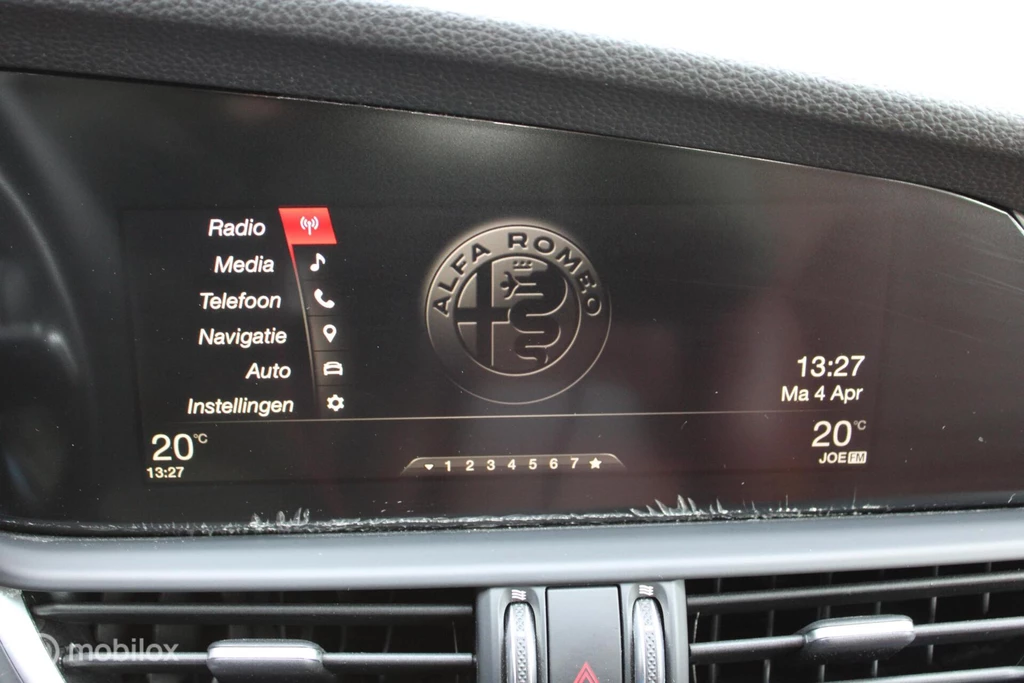 Radio
Media
Telefoon
Navigatie
Auto
Instellingen
ALFA ROMEO
13:27
Ma 4 Apr
20°C
13:27
1 2 3 4 5 6 7
20°C
JOE FM
mobilox